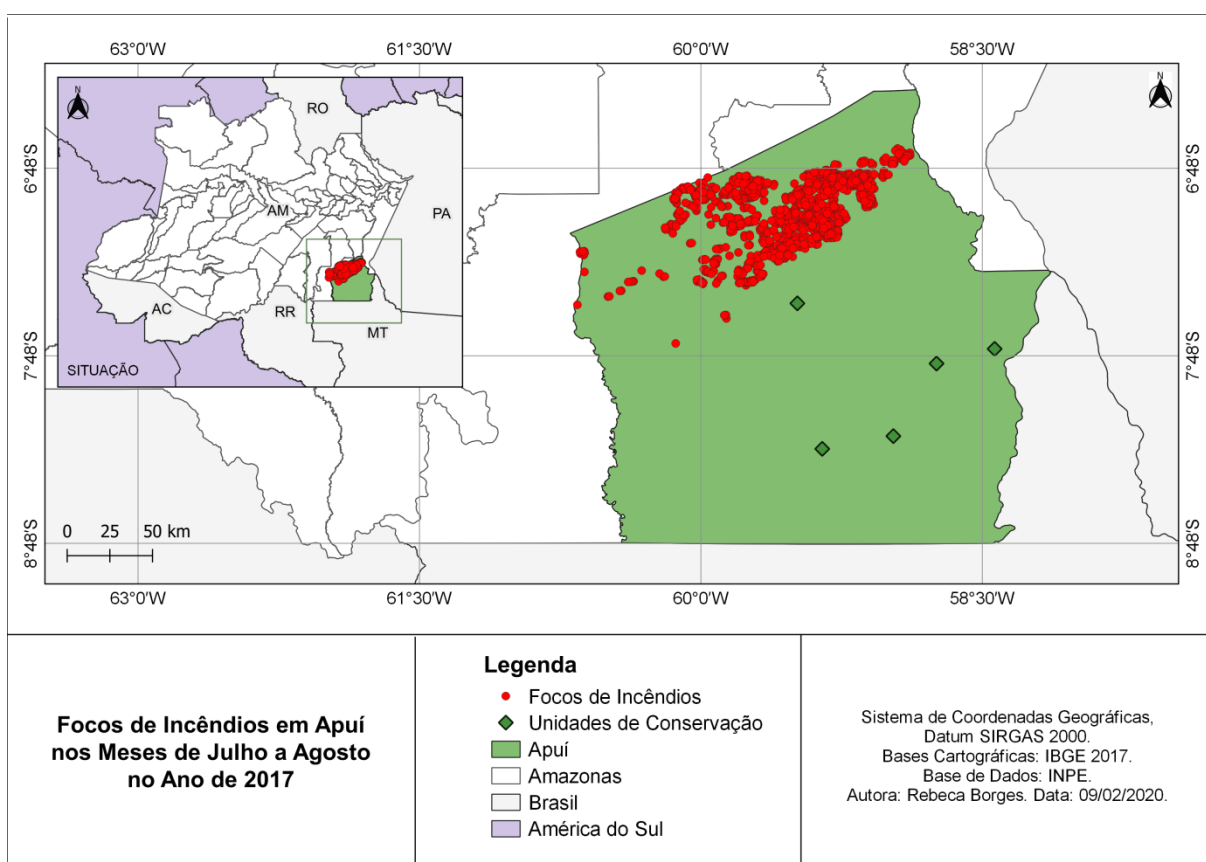 63°0'W 61°30'W 60°0'W 58°30'W
N
N
RO
AM
PA
AC
RR
MT
SITUAÇÃO
6°48'S
6°48'S
7°48'S
7°48'S
8°48'S
8°48'S
0 25 50 km
63°0'W 61°30'W 60°0'W 58°30'W
Focos de Incêndios em Apuí
nos Meses de Julho a Agosto
no Ano de 2017
Legenda
Focos de Incêndios
Unidades de Conservação
Apuí
Amazonas
Brasil
América do Sul
Sistema de Coordenadas Geográficas,
Datum SIRGAS 2000.
Bases Cartográficas: IBGE 2017.
Base de Dados: INPE.
Autora: Rebeca Borges. Data: 09/02/2020.